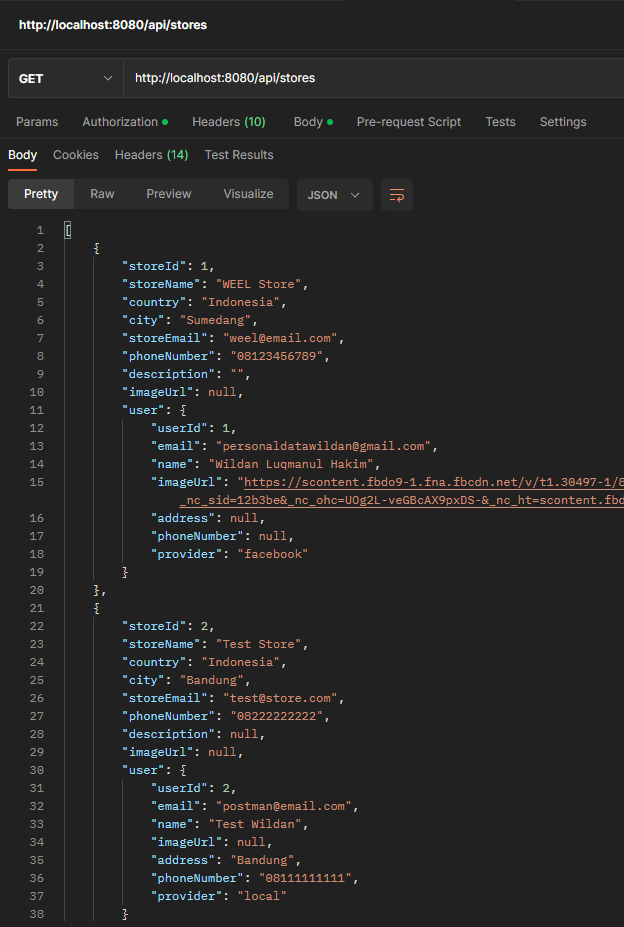 http://localhost:8080/api/stores
GET http://localhost:8080/api/stores
Params Authorization Headers (10) Body Pre-request Script Tests Settings
Body Cookies Headers (14) Test Results
Pretty Raw Preview Visualize JSON
1 [
2 {
3 "storeId": 1,
4 "storeName": "WEEL Store",
5 "country": "Indonesia",
6 "city": "Sumedang",
7 "storeEmail": "weel@email.com",
8 "phoneNumber": "08123456789",
9 "description": "",
10 "imageUrl": null,
11 "user": {
12 "userId": 1,
13 "email": "personaldatawildan@gmail.com",
14 "name": "Wildan Luqmanul Hakim",
15 "imageUrl": "https://scontent.fbdo9-1.fna.fbcdn.net/v/t1.30497-1/8
_nc_sid=12b3be&_nc_ohc=UOg2L-veGBcAX9pxDS-&_nc_ht=scontent.fbd
16 "address": null,
17 "phoneNumber": null,
18 "provider": "facebook"
19 }
20 },
21 {
22 "storeId": 2,
23 "storeName": "Test Store",
24 "country": "Indonesia",
25 "city": "Bandung",
26 "storeEmail": "test@store.com",
27 "phoneNumber": "08222222222",
28 "description": null,
29 "imageUrl": null,
30 "user": {
31 "userId": 2,
32 "email": "postman@email.com",
33 "name": "Test Wildan",
34 "imageUrl": null,
35 "address": "Bandung",
36 "phoneNumber": "08111111111",
37 "provider": "local"
38 }